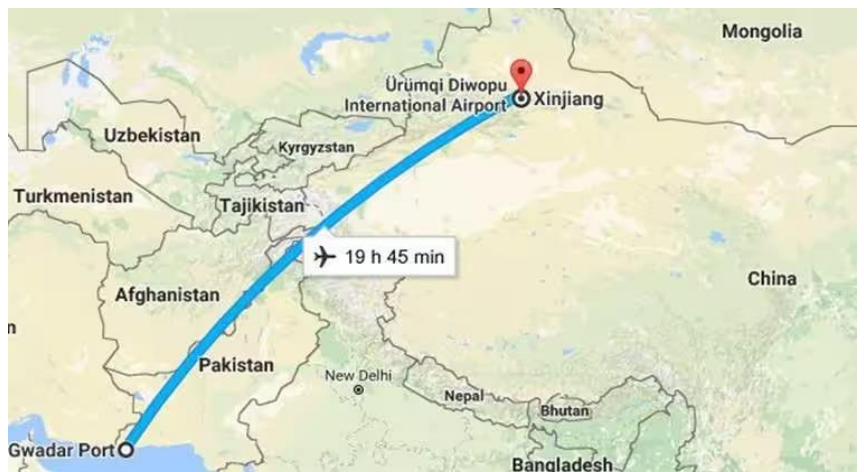 Mongolia
Ürümqi Diwopu
International Airport
Xinjiang
Uzbekistan
Kyrgyzstan
Turkmenistan
Tajikistan
19 h 45 min
China
Afghanistan
n
Pakistan
New Delhi
Nepal
Bhutan
Gwadar Port
Bangladesh